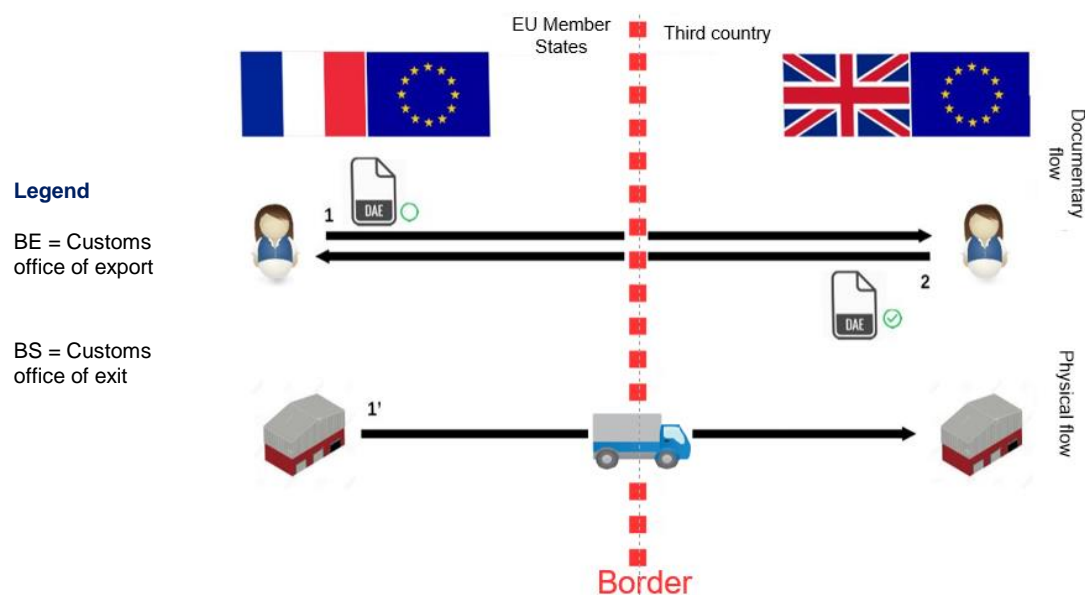 EU Member
States
Third country
Documentary
flow
Legend
DAE
1
BE = Customs
office of export
2
DAE
BS = Customs
office of exit
1'
Physical flow
Border